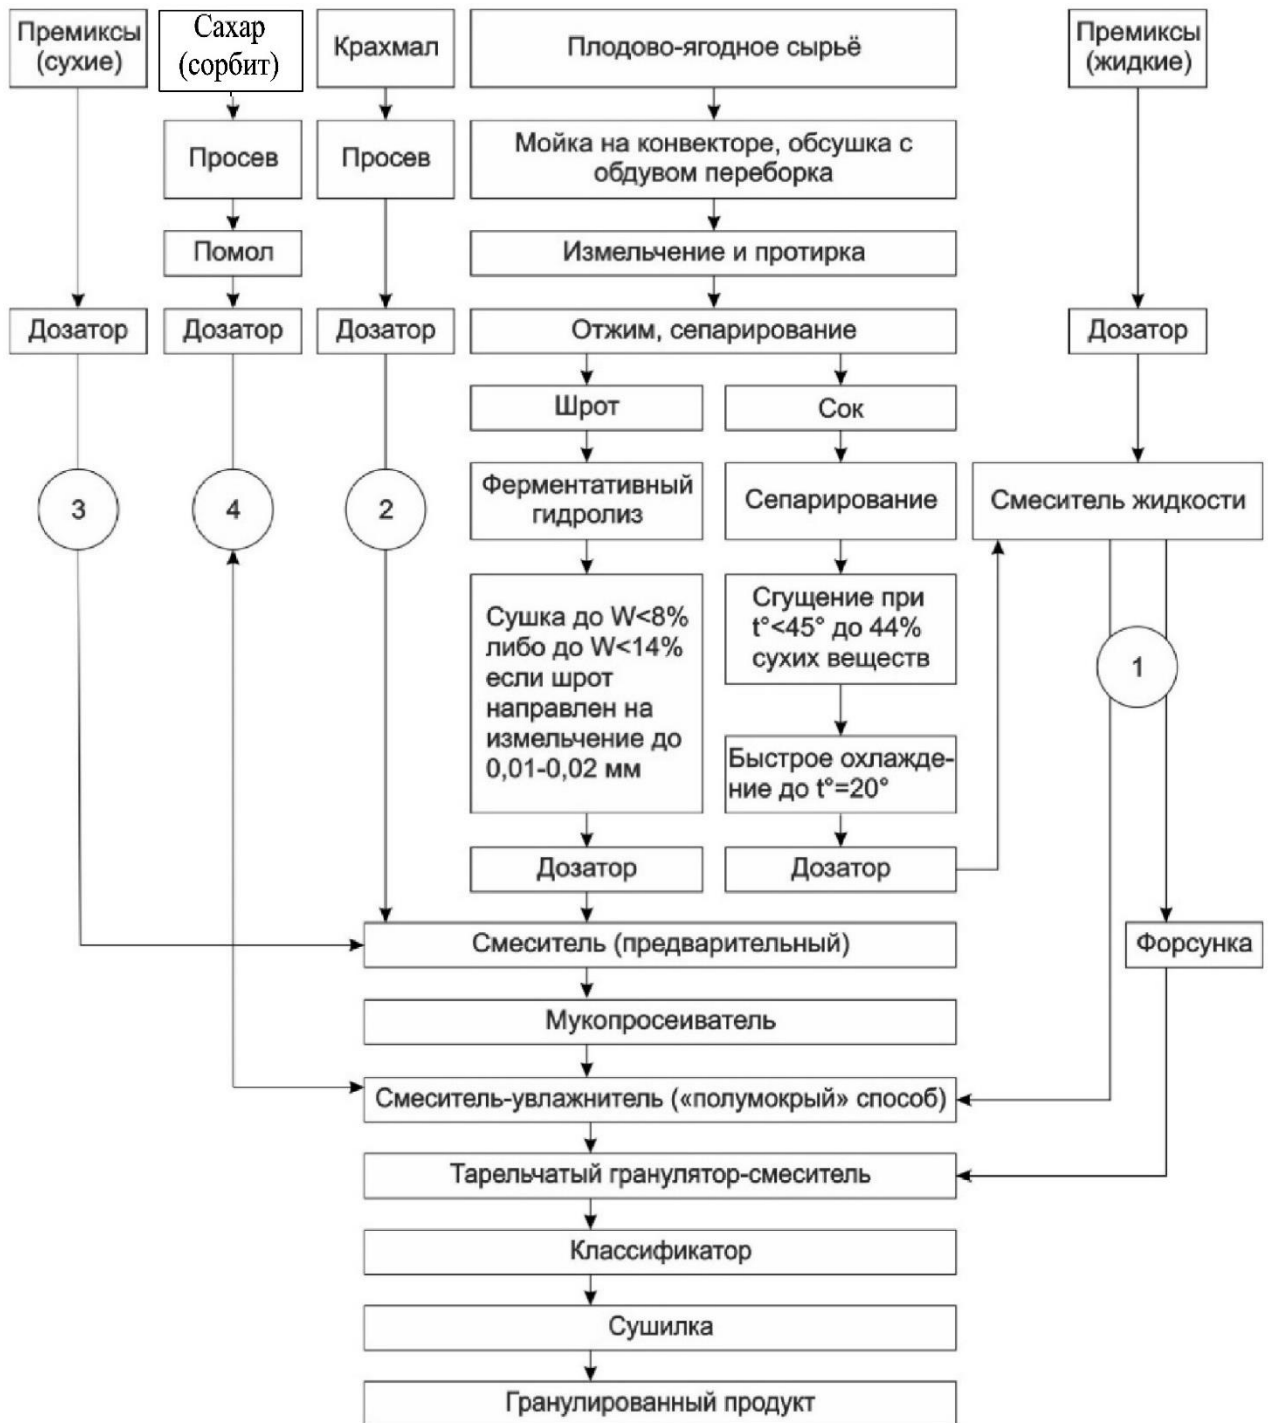 Премиксы
(сухие)
Сахар
(сорбит)
Крахмал
Плодово-ягодное сырьё
Премиксы
(жидкие)
Просев
Просев
Мойка на конвекторе, обсушка с
обдувом переборка
Помол
Измельчение и протирка
Дозатор
Дозатор
Дозатор
Отжим, сепарирование
Дозатор
Шрот
Сок
3
4
2
Ферментативный
гидролиз
Сепарирование
Смеситель жидкости
Сушка до W<8%
либо до W<14%
если шрот
направлен на
измельчение до
0,01-0,02 мм
Сгущение при
t°<45° до 44%
сухих веществ
1
Быстрое охлажде-
ние до t°=20°
Дозатор
Дозатор
Смеситель (предварительный)
Форсунка
Мукопросеиватель
Смеситель-увлажнитель («полумокрый» способ)
Тарельчатый гранулятор-смеситель
Классификатор
Сушилка
Гранулированный продукт